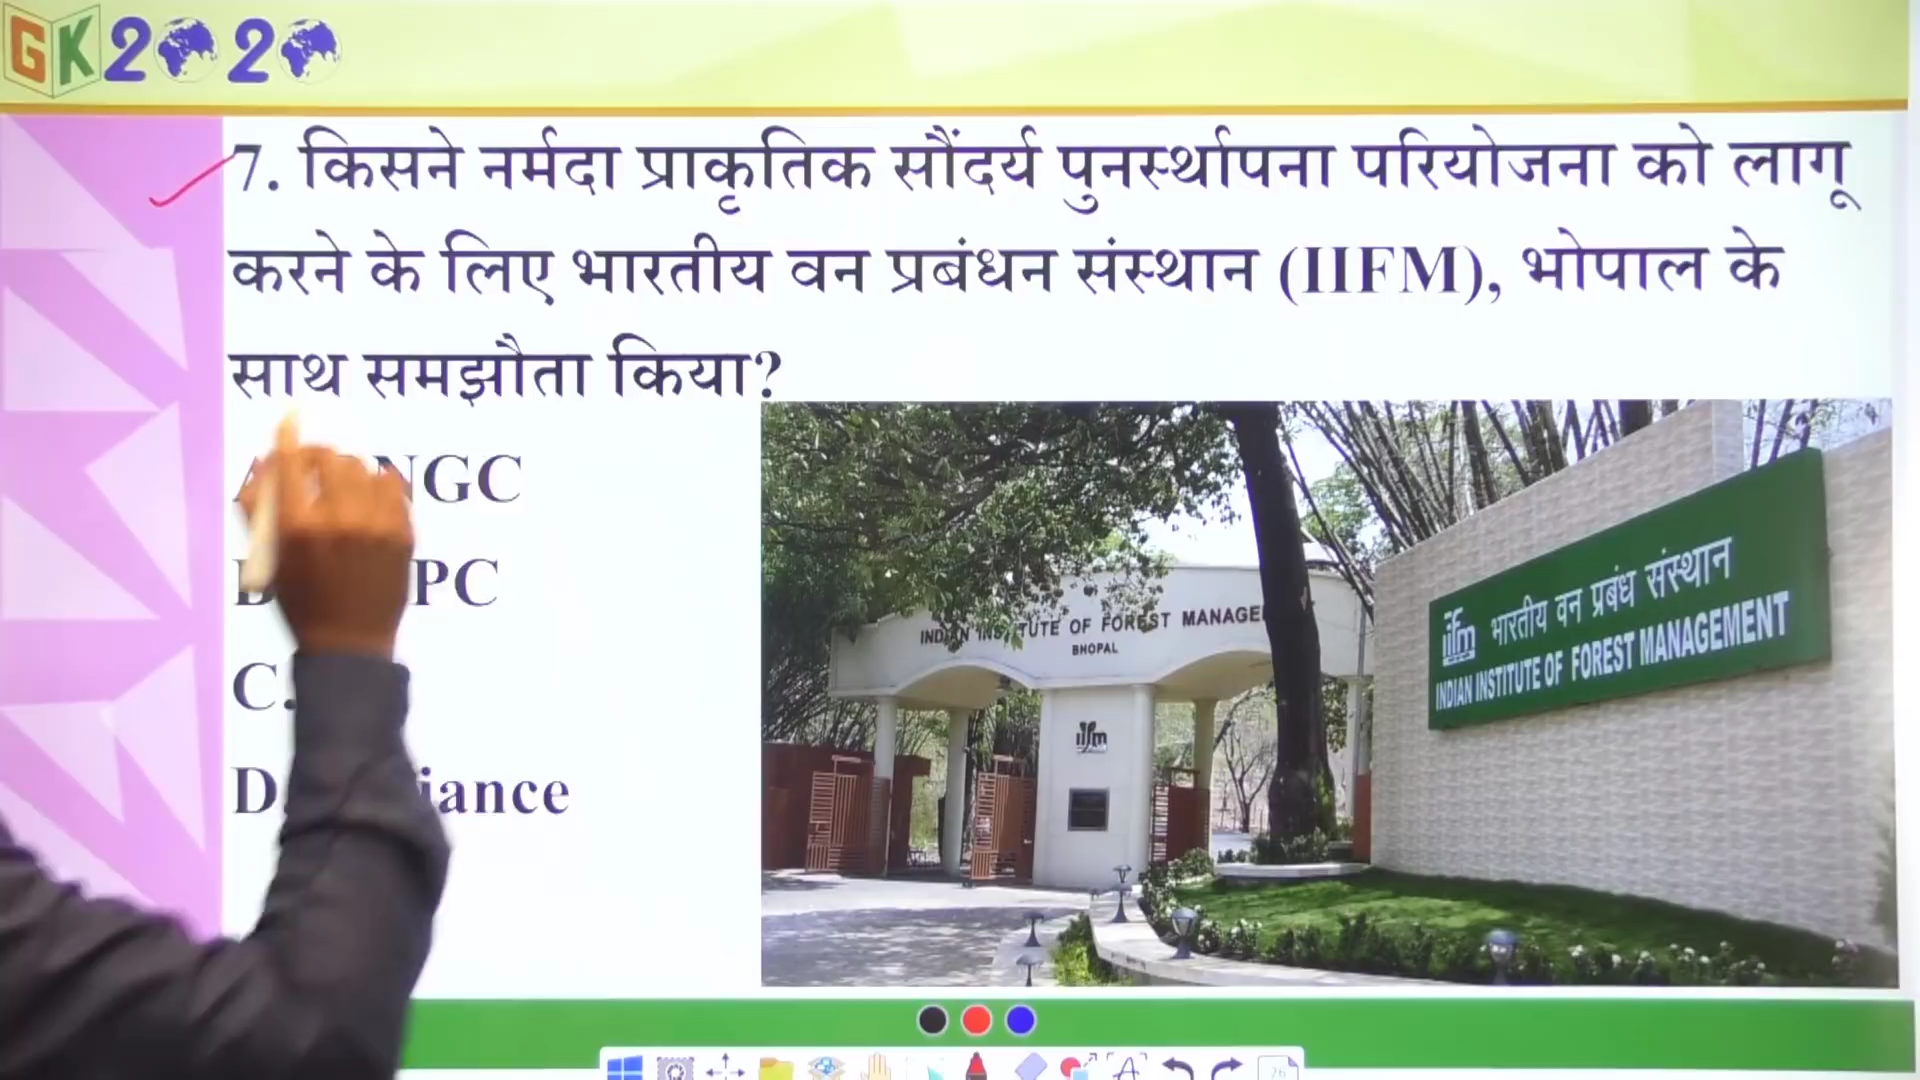 GK2020
7. किसने नर्मदा प्राकृतिक सौंदर्य पुनर्स्थापना परियोजना को लागू
करने के लिए भारतीय वन प्रबंधन संस्थान (IIFM), भोपाल के
साथ समझौता किया?
NGC
PC
C.
D. iance
INDIAN INSTITUTE OF FOREST
BHOPAL
iifm
iifm भारतीय वन प्रबंध संस्थान
INDIAN INSTITUTE OF FOREST MANAGEMENT
26